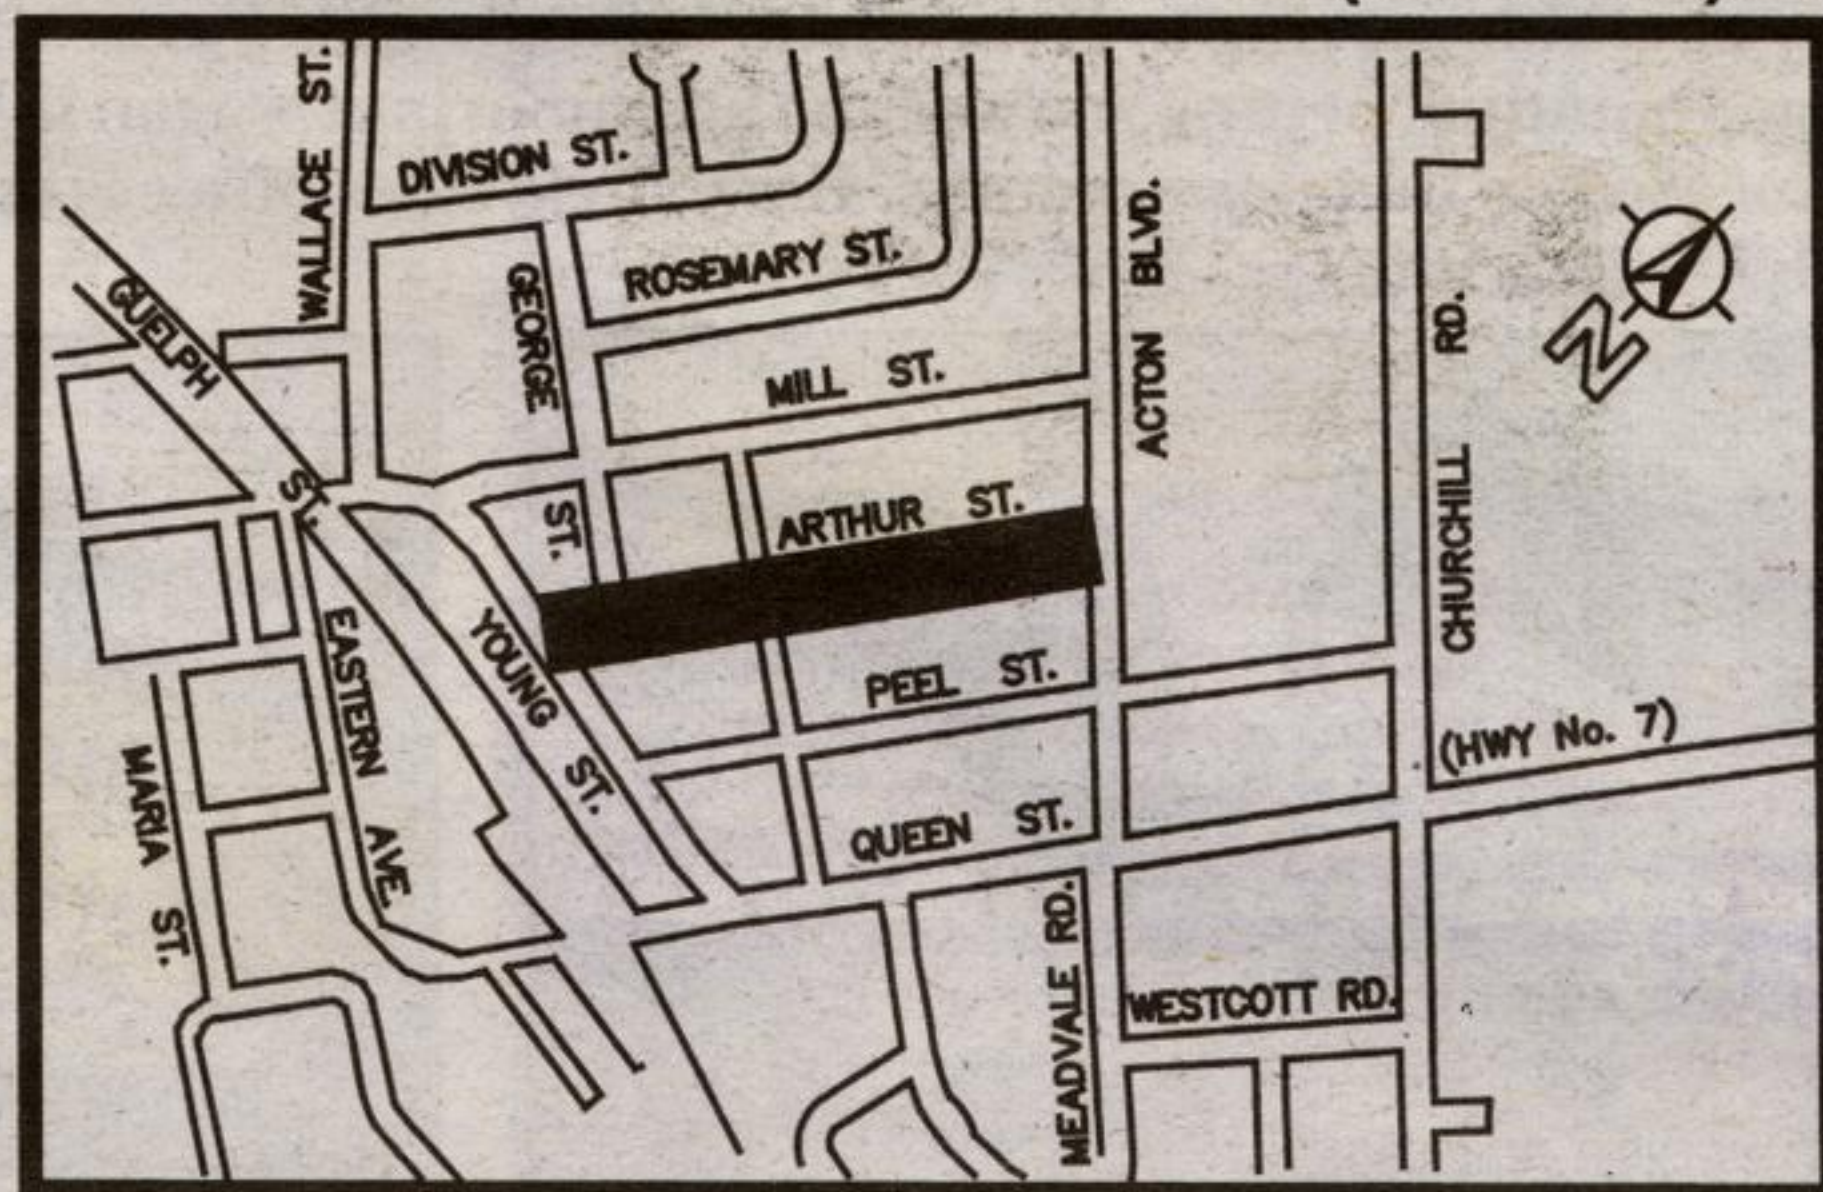 WALLACE ST.
DIVISION ST.
ROSEMARY ST.
GEORGE
ST.
GUELPH
ST.
MILL ST.
ACTON BLVD.
CHURCHILL RD.
N
ARTHUR ST.
YOUNG ST.
EASTERN AVE.
PEEL ST.
(HWY No. 7)
MARIA ST.
QUEEN ST.
MEADVALE RD.
WESTCOTT RD.